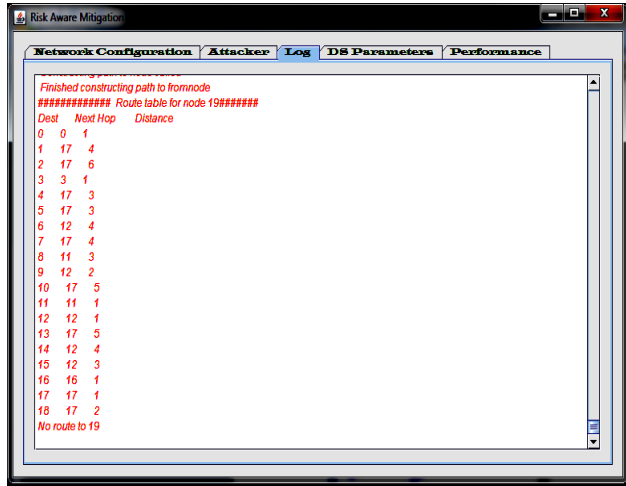 Risk Aware Mitigation
Network Configuration Attacker Log DS Parameters Performance
Finished constructing path to fromnode
############# Route table for node 19#######
Dest Next Hop Distance
0 0 1
1 17 4
2 17 6
3 3 1
4 17 3
5 17 3
6 12 4
7 17 4
8 11 3
9 12 2
10 17 5
11 11 1
12 12 1
13 17 5
14 12 4
15 12 3
16 16 1
17 17 1
18 17 2
No route to 19